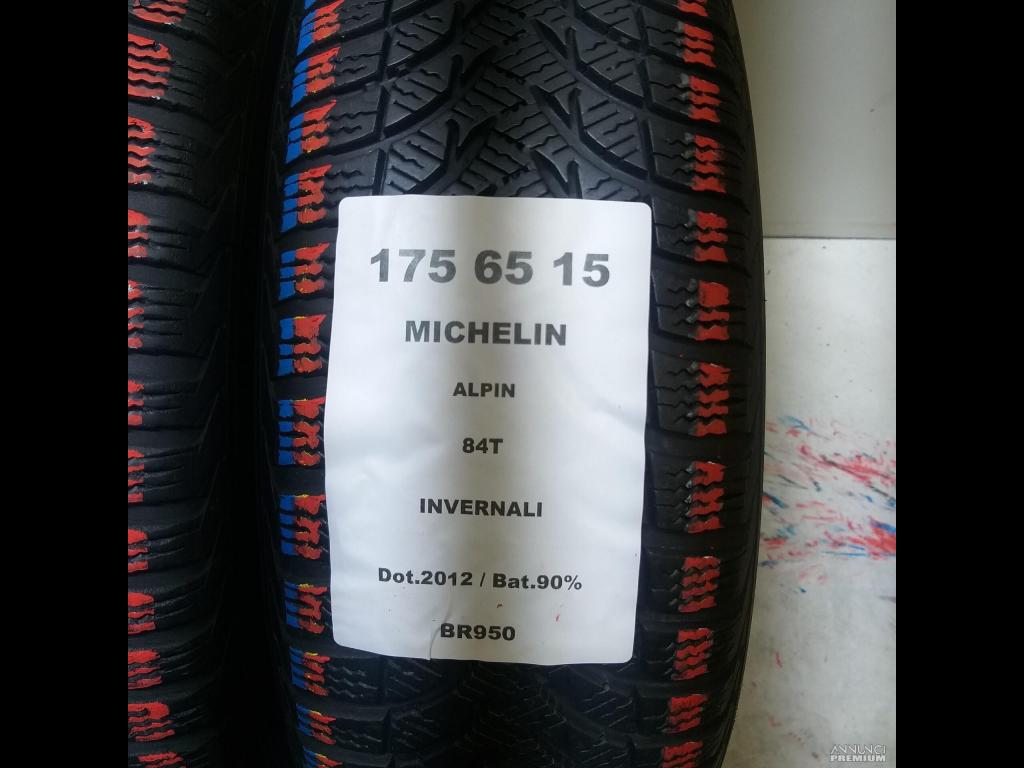 175 65 15
MICHELIN
ALPIN
84T
INVERNALI
Dot.2012 / Bat.90%
BR950
ANNUNCI
PREMIUM